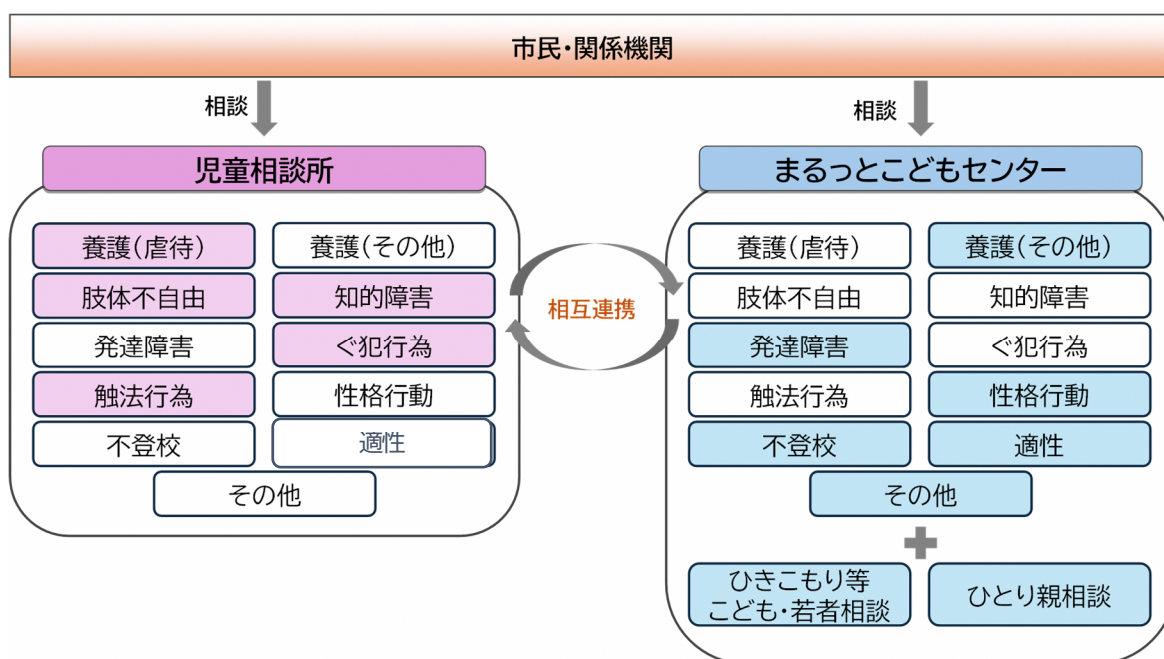 市民・関係機関
相談
相談
児童相談所
養護(虐待)
養護(その他)
肢体不自由
知的障害
発達障害
ぐ犯行為
触法行為
性格行動
不登校
適性
その他
相互連携
まるっとこどもセンター
養護(虐待)
養護(その他)
肢体不自由
知的障害
発達障害
ぐ犯行為
触法行為
性格行動
不登校
適性
その他
ひきこもり等
こども・若者相談
ひとり親相談